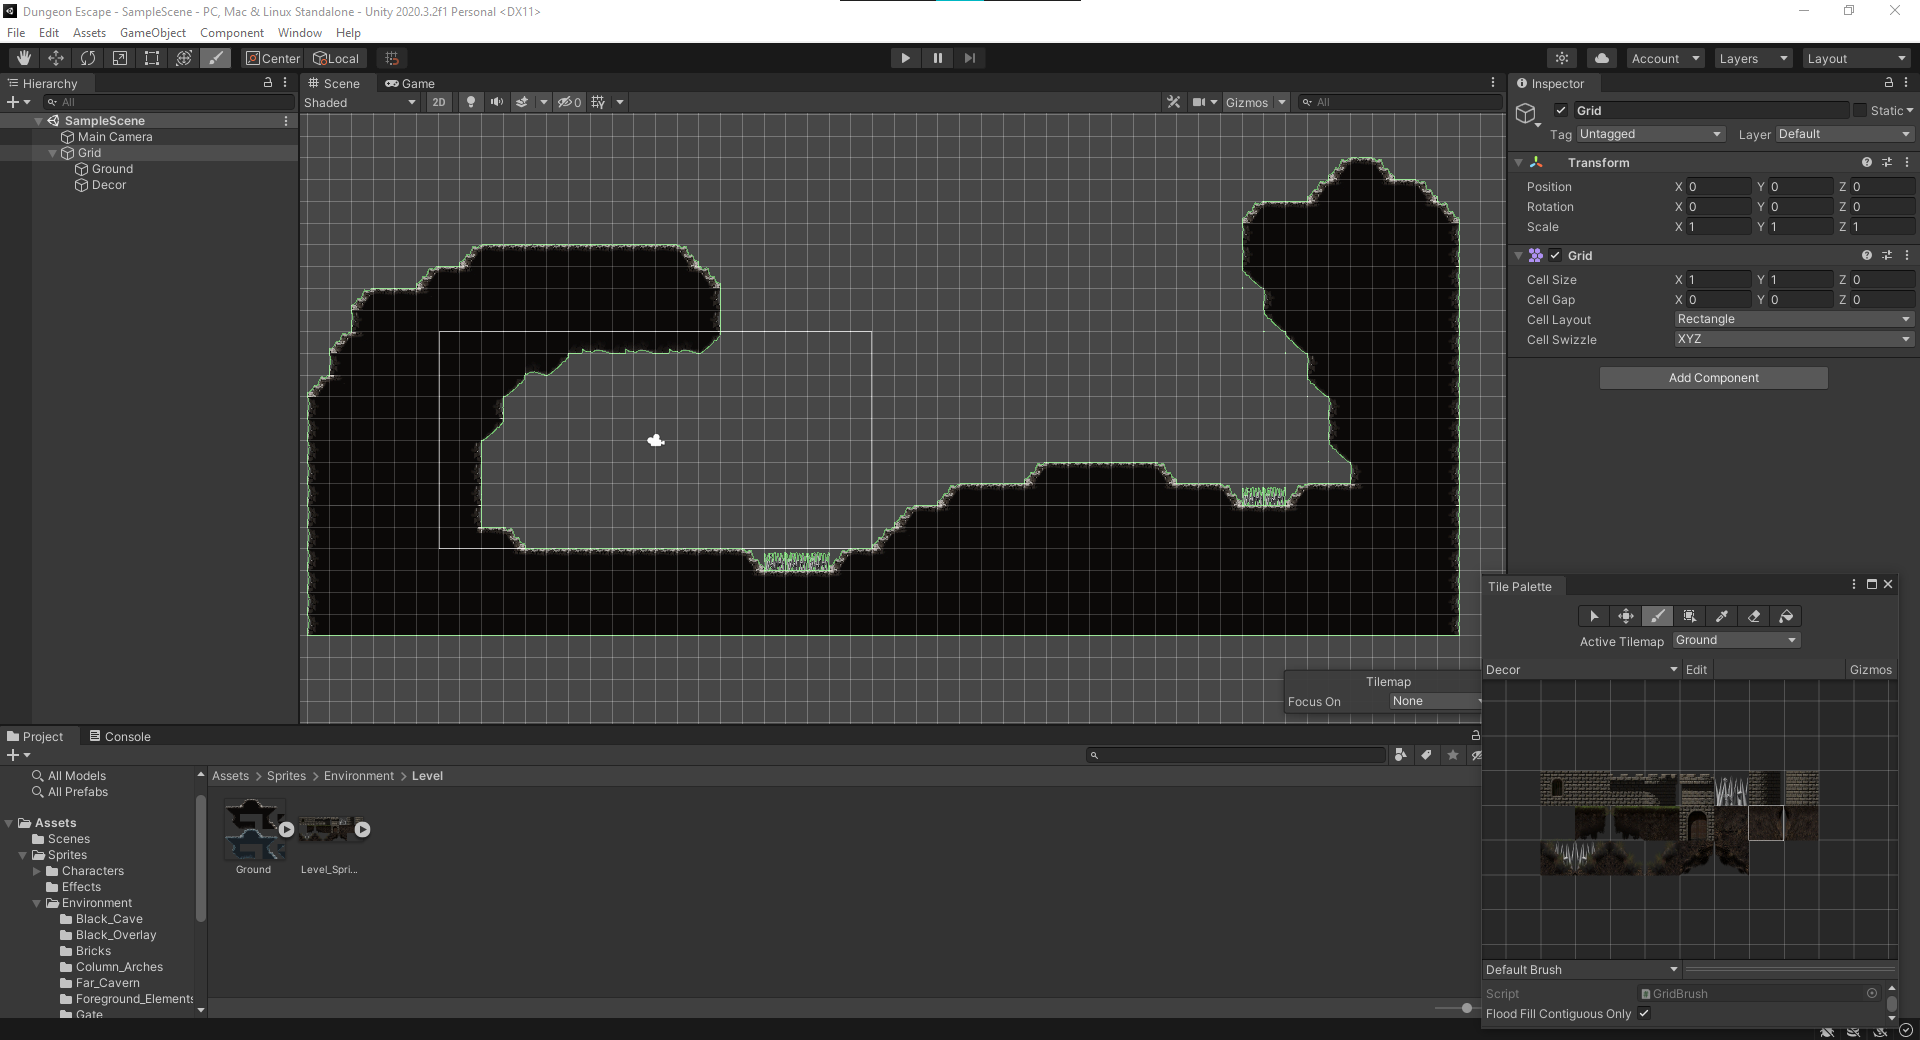 Dungeon Escape - SampleScene - PC, Mac & Linux Standalone - Unity 2020.3.2f1 Personal <DX11>
File Edit Assets GameObject Component Window Help
Center Local Account Layers Layout
Hierarchy
All
SampleScene
Main Camera
Grid
Ground
Decor
Scene Game
Shaded 2D 0 Gizmos All
Inspector
Grid Static
Tag Untagged Layer Default
Transform
Position X 0 Y 0 Z 0
Rotation X 0 Y 0 Z 0
Scale X 1 Y 1 Z 1
Grid
Cell Size X 1 Y 1 Z 0
Cell Gap X 0 Y 0 Z 0
Cell Layout Rectangle
Cell Swizzle XYZ
Add Component
Tilemap
Focus On None
Tile Palette
Active Tilemap Ground
Decor Edit Gizmos
Default Brush
Script GridBrush
Flood Fill Contiguous Only
Project Console
All Models
All Prefabs
Assets
Scenes
Sprites
Characters
Effects
Environment
Black_Cave
Black_Overlay
Bricks
Column_Arches
Far_Cavern
Foreground_Elements
Gate
Assets > Sprites > Environment > Level
Ground Level_Spri...